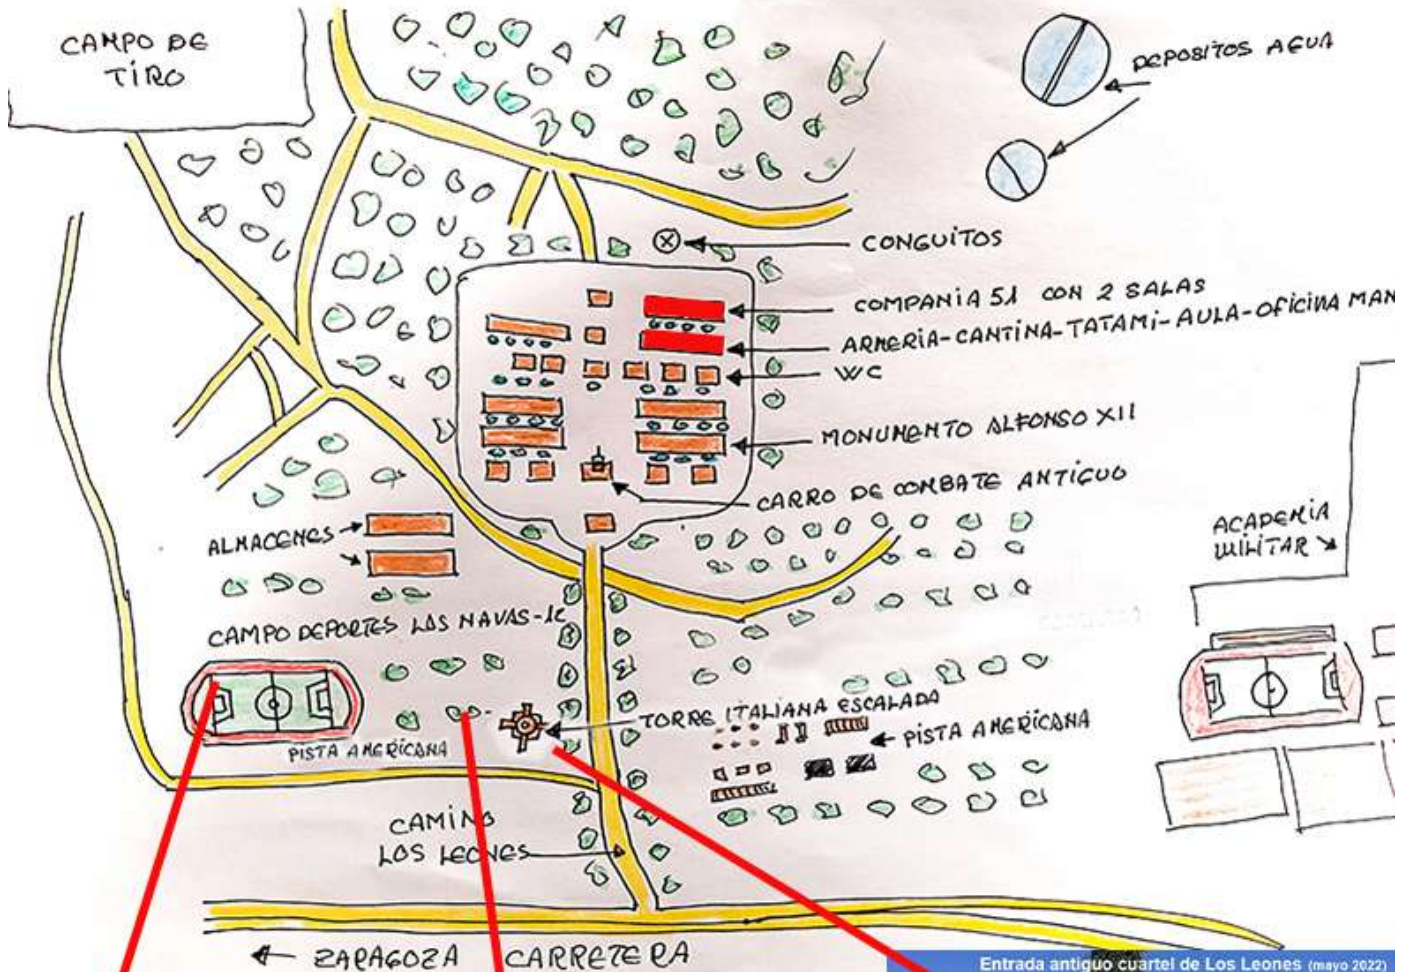 CAMPO DE
TIRO
DEPOSITOS AGUA
CONGUITOS
COMPANIA 51 CON 2 SALAS
ARMERIA-CANTINA-TATAMI-AULA-OFICINA MAN
WC
MONUMENTO ALFONSO XII
CARRO DE COMBATE ANTIGUO
ALMACENES
ACADEMIA
MILITAR
CAMPO DEPORTES LAS NAVAS-
TORRE ITALIANA ESCALADA
PISTA AMERICANA
PISTA AMERICANA
CAMINO
LOS LEONES
ZARAGOZA CARRETERA
Entrada antiguo cuartel de Los Leones (mayo 2022)